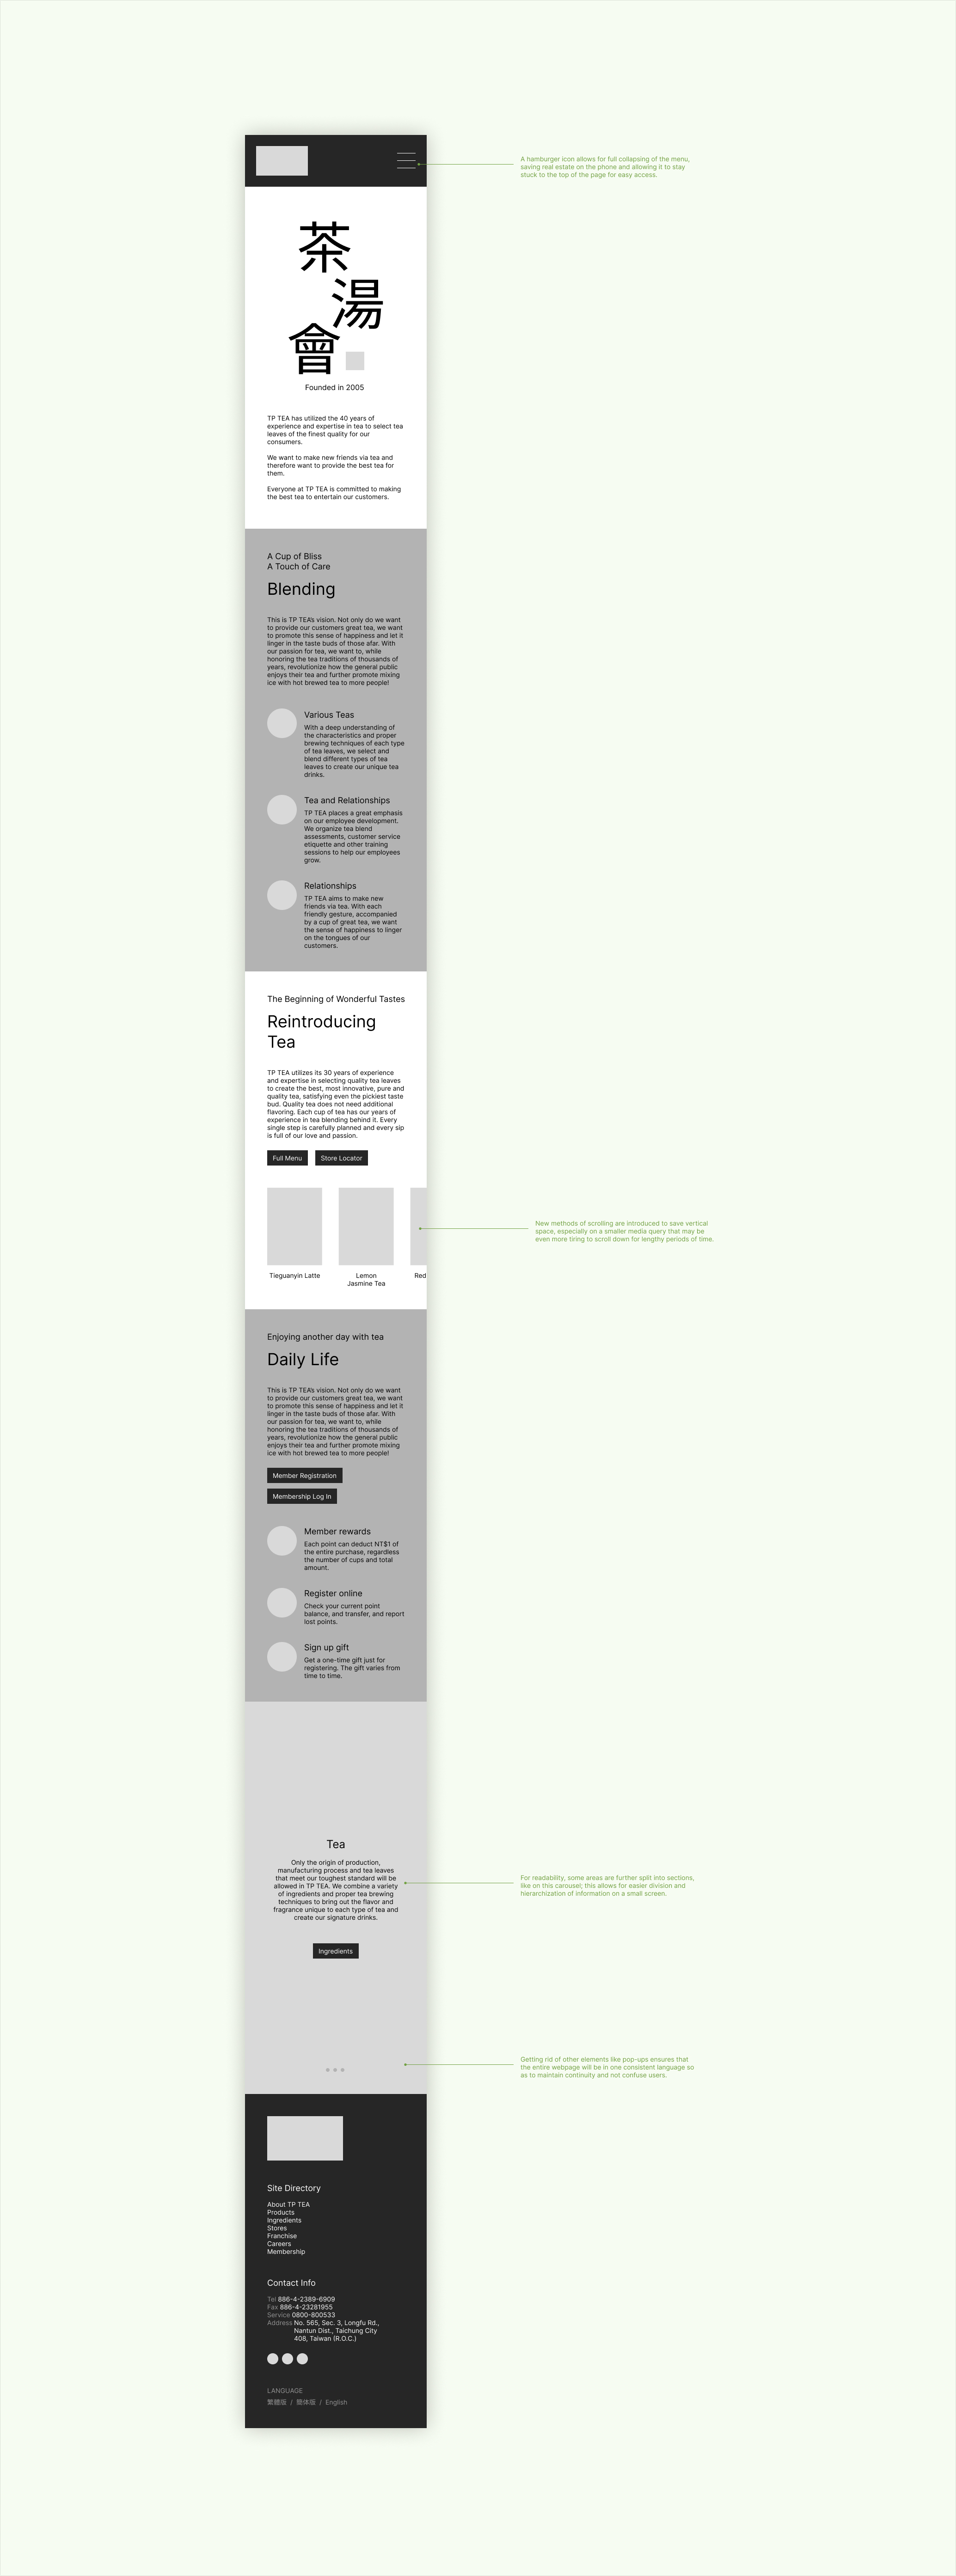 A hamburger icon allows for full collapsing of the menu,
saving real estate on the phone and allowing it to stay
stuck to the top of the page for easy access.
茶
湯
會
Founded in 2005
TP TEA has utilized the 40 years of
experience and expertise in tea to select tea
leaves of the finest quality for our
consumers.
We want to make new friends via tea and
therefore want to provide the best tea for
them.
Everyone at TP TEA is committed to making
the best tea to entertain our customers.
A Cup of Bliss
A Touch of Care
Blending
This is TP TEA's vision. Not only do we want
to provide our customers great tea, we want
to promote this sense of happiness and let it
linger in the taste buds of those afar. With
our passion for tea, we want to, while
honoring the tea traditions of thousands of
years, revolutionize how the general public
enjoys their tea and further promote mixing
ice with hot brewed tea to more people!
Various Teas
With a deep understanding of
the characteristics and proper
brewing techniques of each type
of tea leaves, we select and
blend different types of tea
leaves to create our unique tea
drinks.
Tea and Relationships
TP TEA places a great emphasis
on our employee development.
We organize tea blend
assessments, customer service
etiquette and other training
sessions to help our employees
grow.
Relationships
TP TEA aims to make new
friends via tea. With each
friendly gesture, accompanied
by a cup of great tea, we want
the sense of happiness to linger
on the tongues of our
customers.
The Beginning of Wonderful Tastes
Reintroducing
Tea
TP TEA utilizes its 30 years of experience
and expertise in selecting quality tea leaves
to create the best, most innovative, pure and
quality tea, satisfying even the pickiest taste
bud. Quality tea does not need additional
flavoring. Each cup of tea has our years of
experience in tea blending behind it. Every
single step is carefully planned and every sip
is full of our love and passion.
Full Menu
Store Locator
New methods of scrolling are introduced to save vertical
space, especially on a smaller media query that may be
even more tiring to scroll down for lengthy periods of time.
Tieguanyin Latte
Lemon
Jasmine Tea
Red
Enjoying another day with tea
Daily Life
This is TP TEA's vision. Not only do we want
to provide our customers great tea, we want
to promote this sense of happiness and let it
linger in the taste buds of those afar. With
our passion for tea, we want to, while
honoring the tea traditions of thousands of
years, revolutionize how the general public
enjoys their tea and further promote mixing
ice with hot brewed tea to more people!
Member Registration
Membership Log In
Member rewards
Each point can deduct NT$1 of
the entire purchase, regardless
the number of cups and total
amount.
Register online
Check your current point
balance, and transfer, and report
lost points.
Sign up gift
Get a one-time gift just for
registering. The gift varies from
time to time.
Tea
Only the origin of production,
manufacturing process and tea leaves
that meet our toughest standard will be
allowed in TP TEA. We combine a variety
of ingredients and proper tea brewing
techniques to bring out the flavor and
fragrance unique to each type of tea and
create our signature drinks.
For readability, some areas are further split into sections,
like on this carousel; this allows for easier division and
hierarchization of information on a small screen.
Ingredients
Getting rid of other elements like pop-ups ensures that
the entire webpage will be in one consistent language so
as to maintain continuity and not confuse users.
Site Directory
About TP TEA
Products
Ingredients
Stores
Franchise
Careers
Membership
Contact Info
Tel 886-4-2389-6909
Fax 886-4-23281955
Service 0800-800533
Address No. 565, Sec. 3, Longfu Rd.,
Nantun Dist., Taichung City
408, Taiwan (R.O.C.)
LANGUAGE
繁體版 / 簡体版 / English